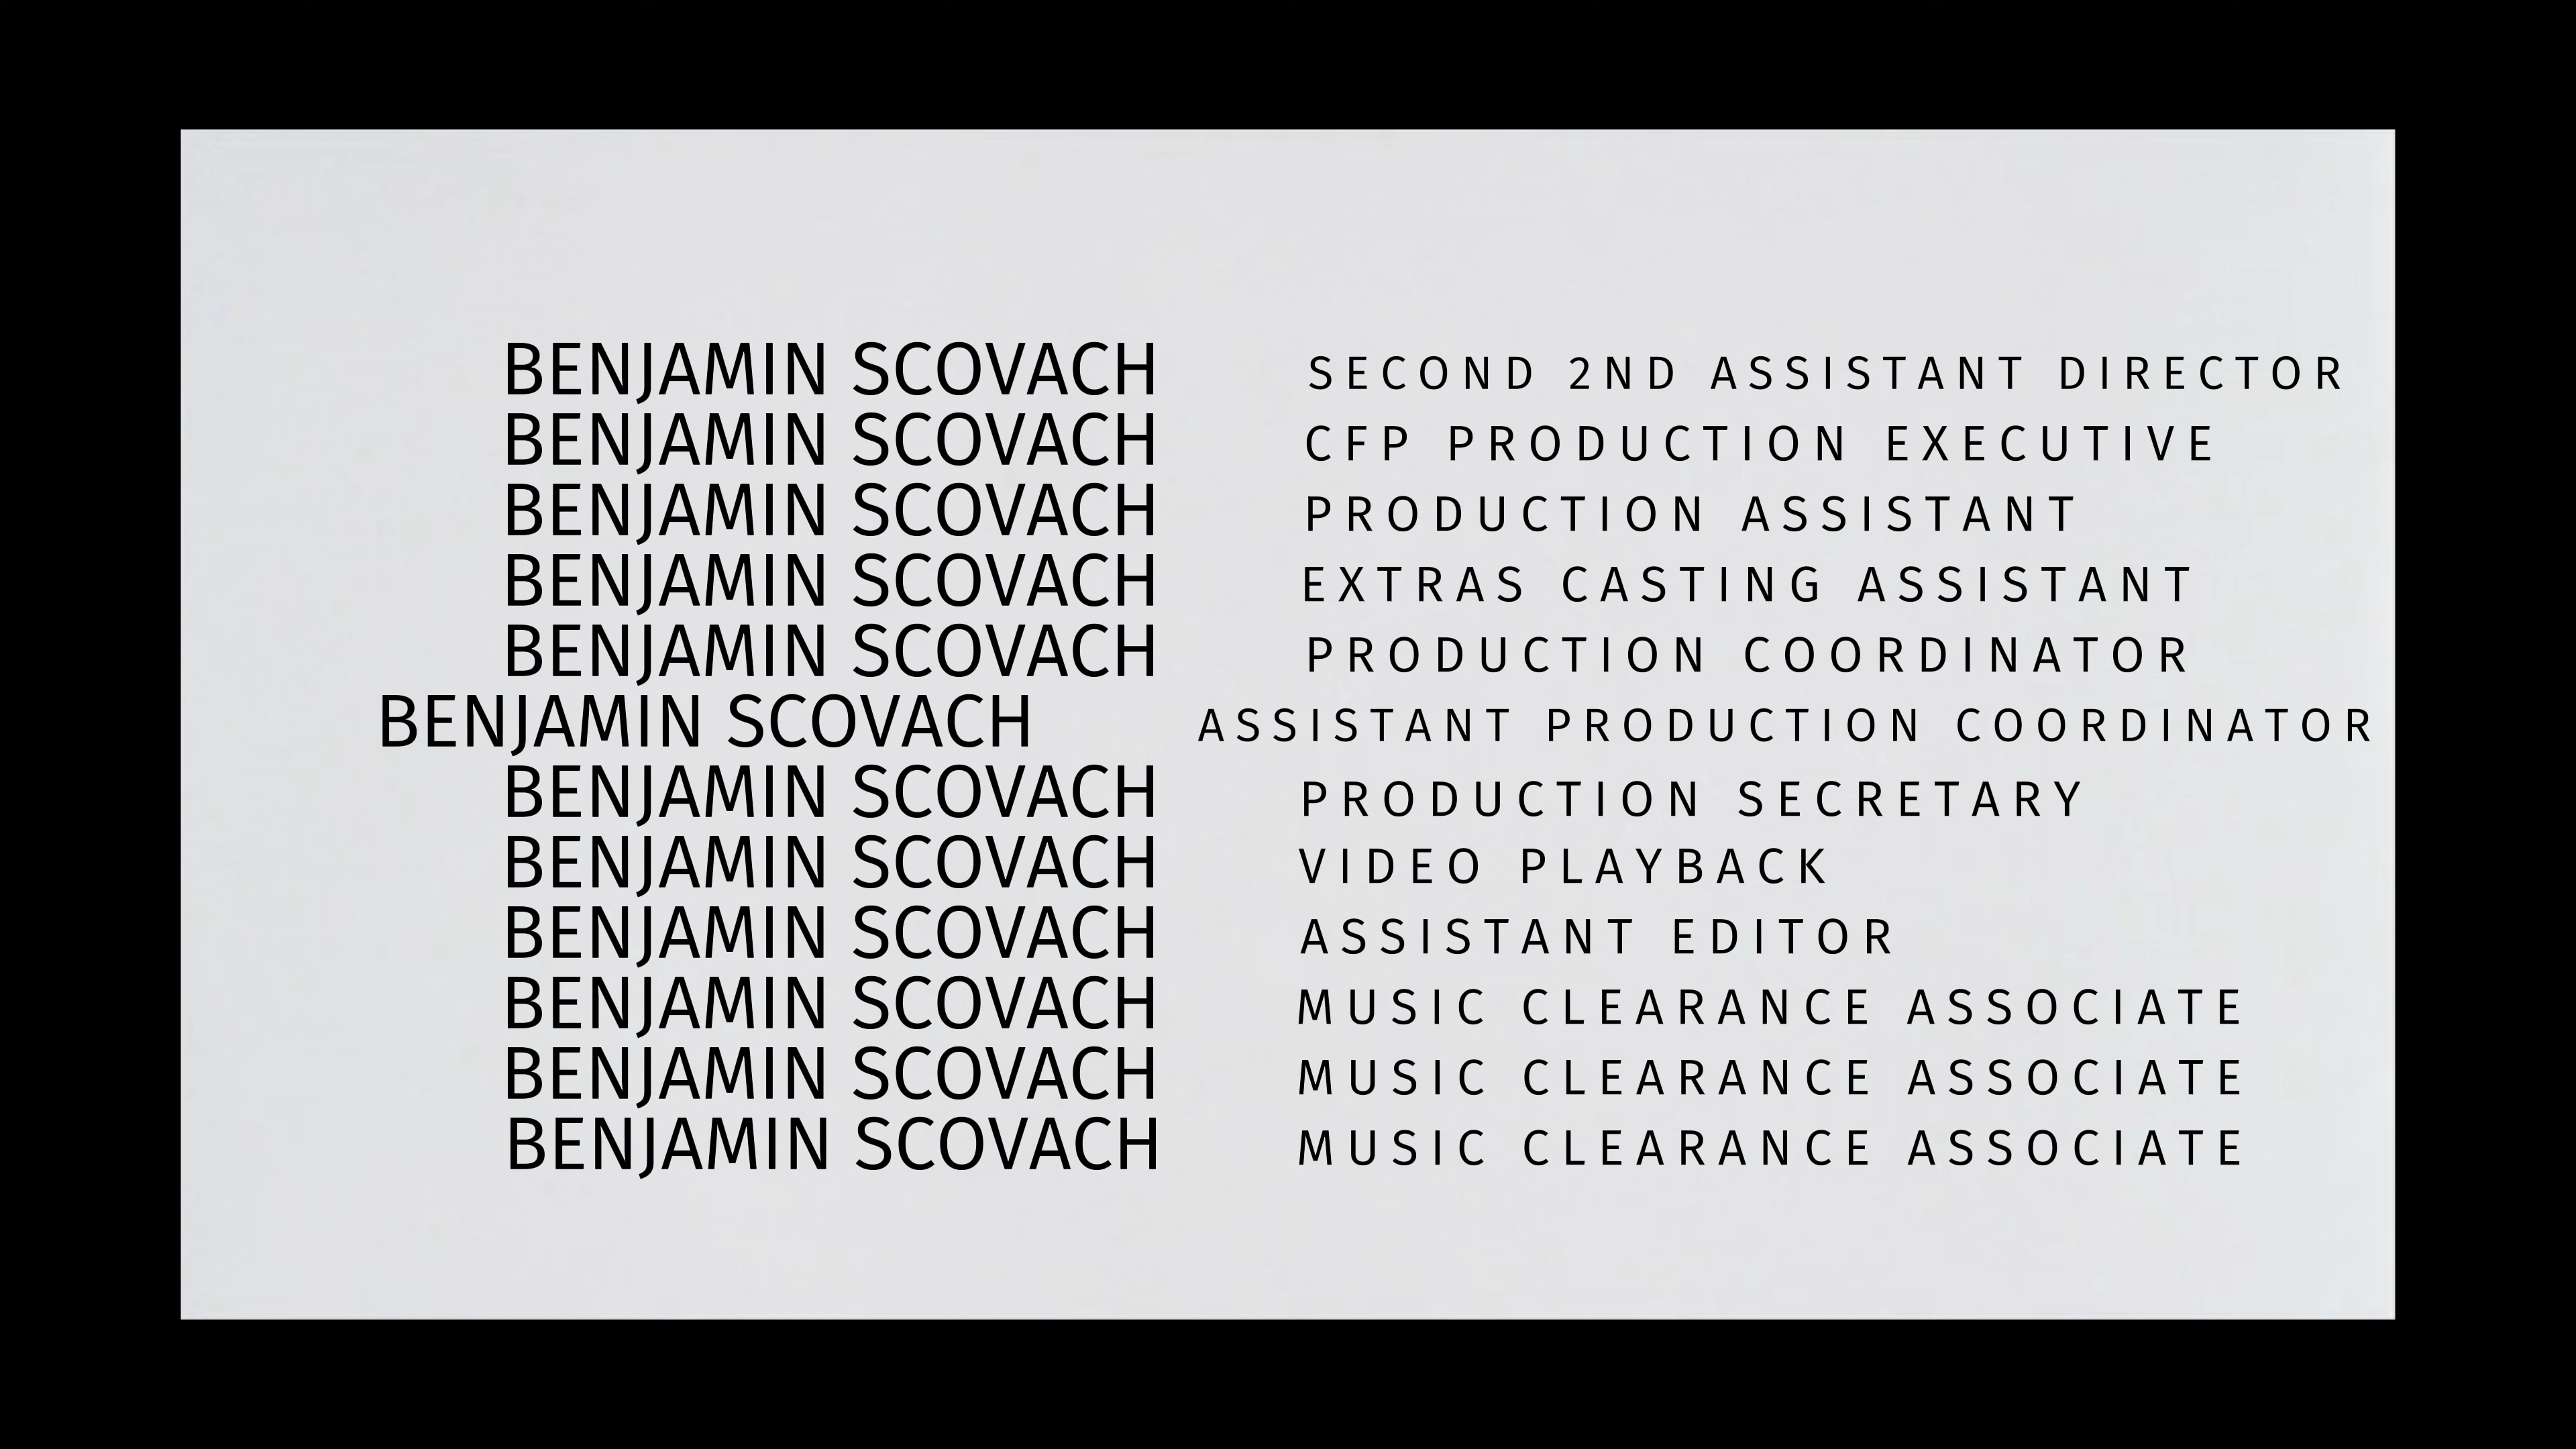 BENJAMIN SCOVACH SECOND 2ND ASSISTANT DIRECTOR
BENJAMIN SCOVACH CFP PRODUCTION EXECUTIVE
BENJAMIN SCOVACH PRODUCTION ASSISTANT
BENJAMIN SCOVACH EXTRAS CASTING ASSISTANT
BENJAMIN SCOVACH PRODUCTION COORDINATOR
BENJAMIN SCOVACH ASSISTANT PRODUCTION COORDINATOR
BENJAMIN SCOVACH PRODUCTION SECRETARY
BENJAMIN SCOVACH VIDEO PLAYBACK
BENJAMIN SCOVACH ASSISTANT EDITOR
BENJAMIN SCOVACH MUSIC CLEARANCE ASSOCIATE
BENJAMIN SCOVACH MUSIC CLEARANCE ASSOCIATE
BENJAMIN SCOVACH MUSIC CLEARANCE ASSOCIATE